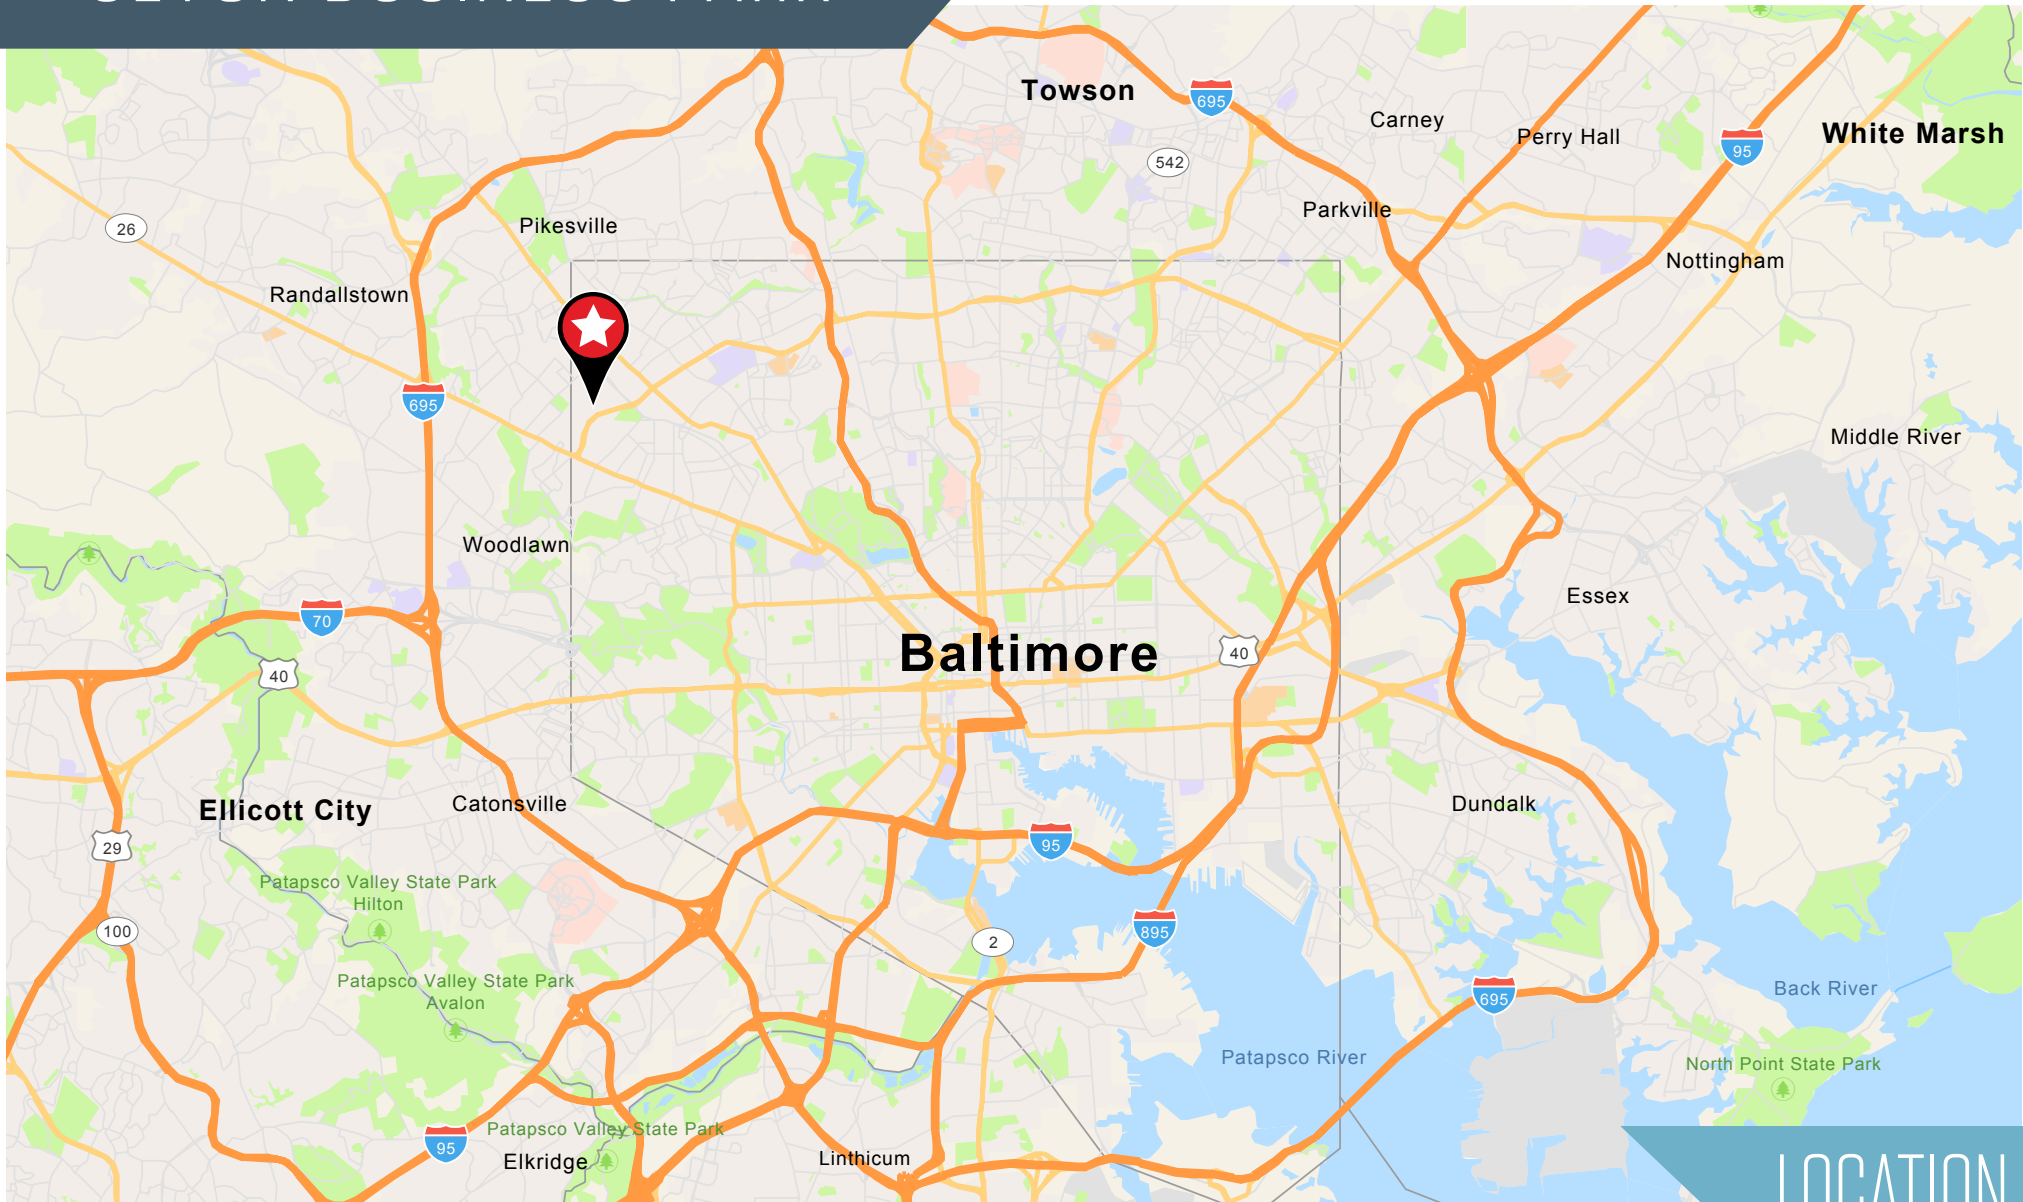 BUSINESS PARK
Towson
695
Carney
Perry Hall
95
White Marsh
542
Parkville
26
Pikesville
Nottingham
Randallstown
695
Middle River
Woodlawn
Essex
70
Baltimore
40
40
Ellicott City
Catonsville
Dundalk
29
95
Patapsco Valley State Park
Hilton
100
895
2
Patapsco Valley State Park
Avalon
695
Back River
Patapsco River
North Point State Park
Patapsco Valley State Park
95
Elkridge
Linthicum
LOCATION